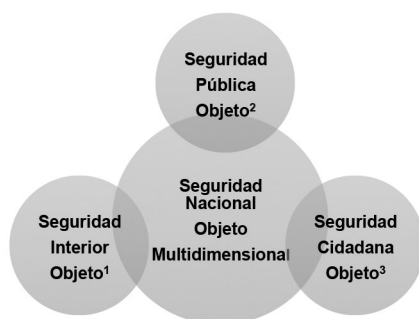 Seguridad
Pública
Objeto²
Seguridad
Nacional
Objeto
Multidimensional
Seguridad
Interior
Objeto¹
Seguridad
Cidadana
Objeto³